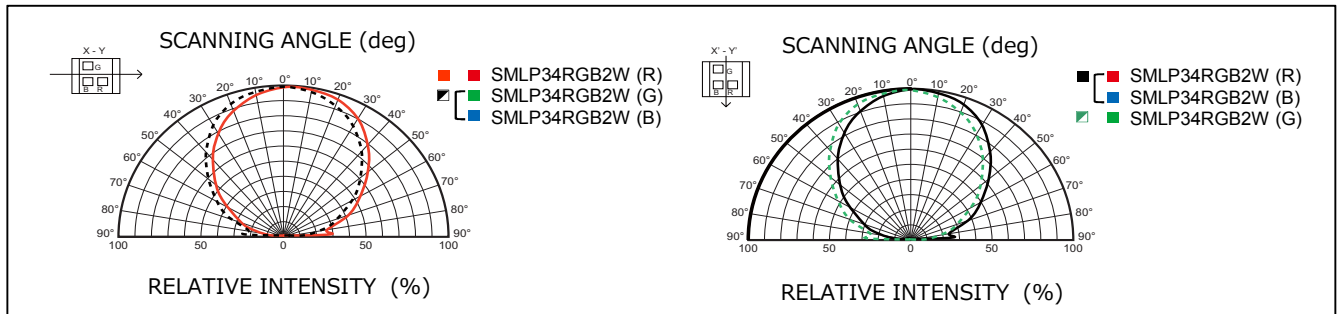 SCANNING ANGLE (deg)
X - Y
G
B R
0°
10° 10°
20° 20°
30° 30°
40° 40°
50° 50°
60° 60°
70° 70°
80° 80°
90° 90°
100 50 0 50 100
RELATIVE INTENSITY (%)
SMLP34RGB2W (R)
SMLP34RGB2W (G)
SMLP34RGB2W (B)
SCANNING ANGLE (deg)
X' - Y'
G
B R
0°
10° 10°
20° 20°
30° 30°
40° 40°
50° 50°
60° 60°
70° 70°
80° 80°
90° 90°
100 50 0 50 100
RELATIVE INTENSITY (%)
SMLP34RGB2W (R)
SMLP34RGB2W (B)
SMLP34RGB2W (G)